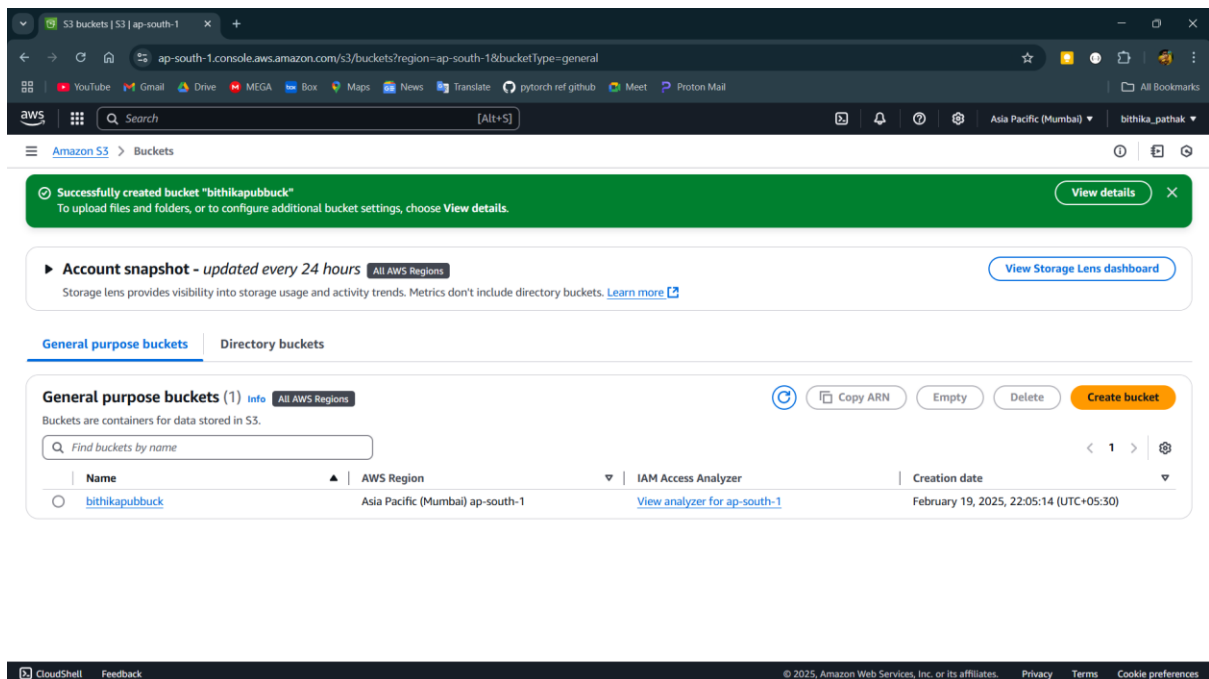 S3 buckets | S3 | ap-south-1
ap-south-1.console.aws.amazon.com/s3/buckets?region=ap-south-1&bucketType=general
YouTube Gmail Drive MEGA Box Maps News Translate pytorch ref github Meet Proton Mail All Bookmarks
aws Search [Alt+S] Asia Pacific (Mumbai) bithika_pathak
Amazon S3 > Buckets
Successfully created bucket "bithikapubbuck"
To upload files and folders, or to configure additional bucket settings, choose View details.
View details
Account snapshot - updated every 24 hours All AWS Regions
View Storage Lens dashboard
Storage lens provides visibility into storage usage and activity trends. Metrics don't include directory buckets. Learn more
General purpose buckets Directory buckets
General purpose buckets (1) Info All AWS Regions
Copy ARN Empty Delete Create bucket
Buckets are containers for data stored in S3.
Find buckets by name
1
Name AWS Region IAM Access Analyzer Creation date
bithikapubbuck Asia Pacific (Mumbai) ap-south-1 View analyzer for ap-south-1 February 19, 2025, 22:05:14 (UTC+05:30)
CloudShell Feedback © 2025, Amazon Web Services, Inc. or its affiliates. Privacy Terms Cookie preferences